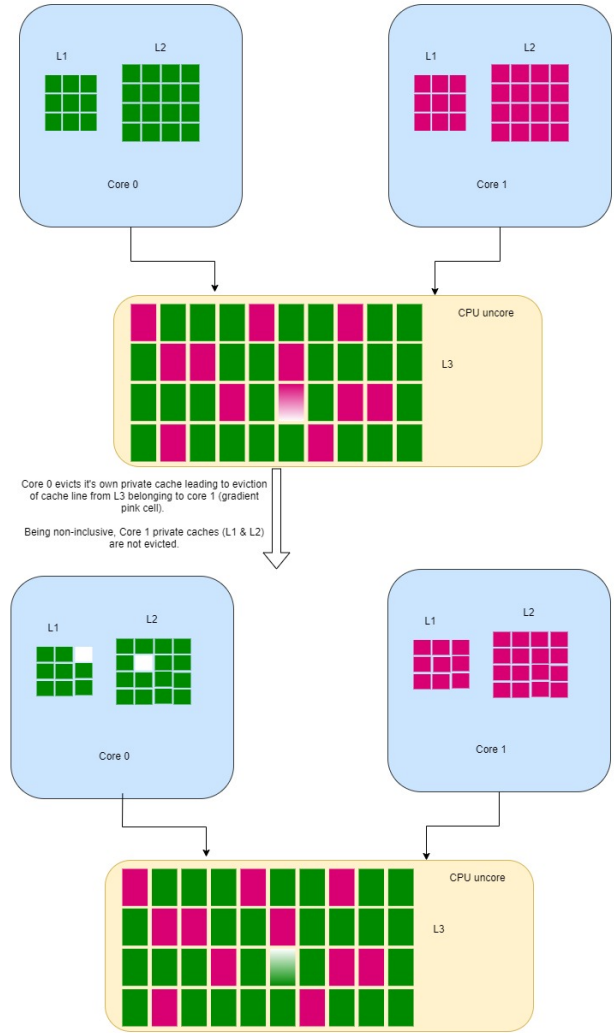 L1
L2
Core 0
L1
L2
Core 1
CPU uncore
L3
Core 0 evicts it's own private cache leading to eviction
of cache line from L3 belonging to core 1 (gradient
pink cell).
Being non-inclusive, Core 1 private caches (L1 & L2)
are not evicted.
L1
L2
Core 0
L1
L2
Core 1
CPU uncore
L3